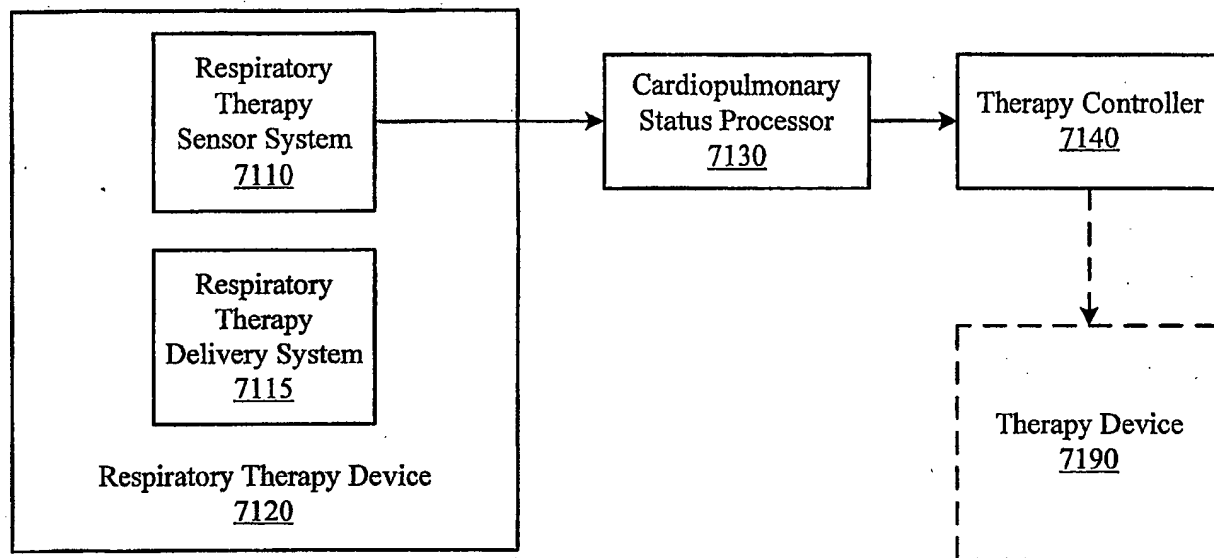 Respiratory
Therapy
Sensor System
7110
Respiratory
Therapy
Delivery System
7115
Respiratory Therapy Device
7120
Cardiopulmonary
Status Processor
7130
Therapy Controller
7140
Therapy Device
7190